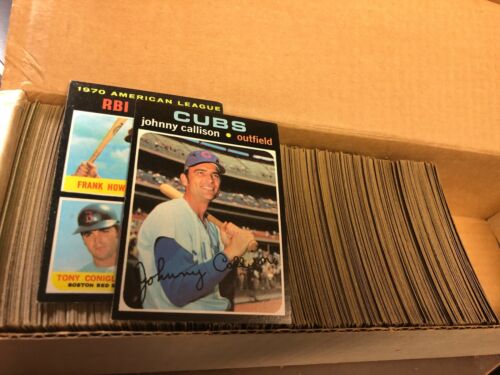 1970 AMERICAN LEAGUE
RBI
FRANK HOW
TONY CONIGL
BOSTON RED S
CUBS
johnny callison • outfield
Johnny Callison